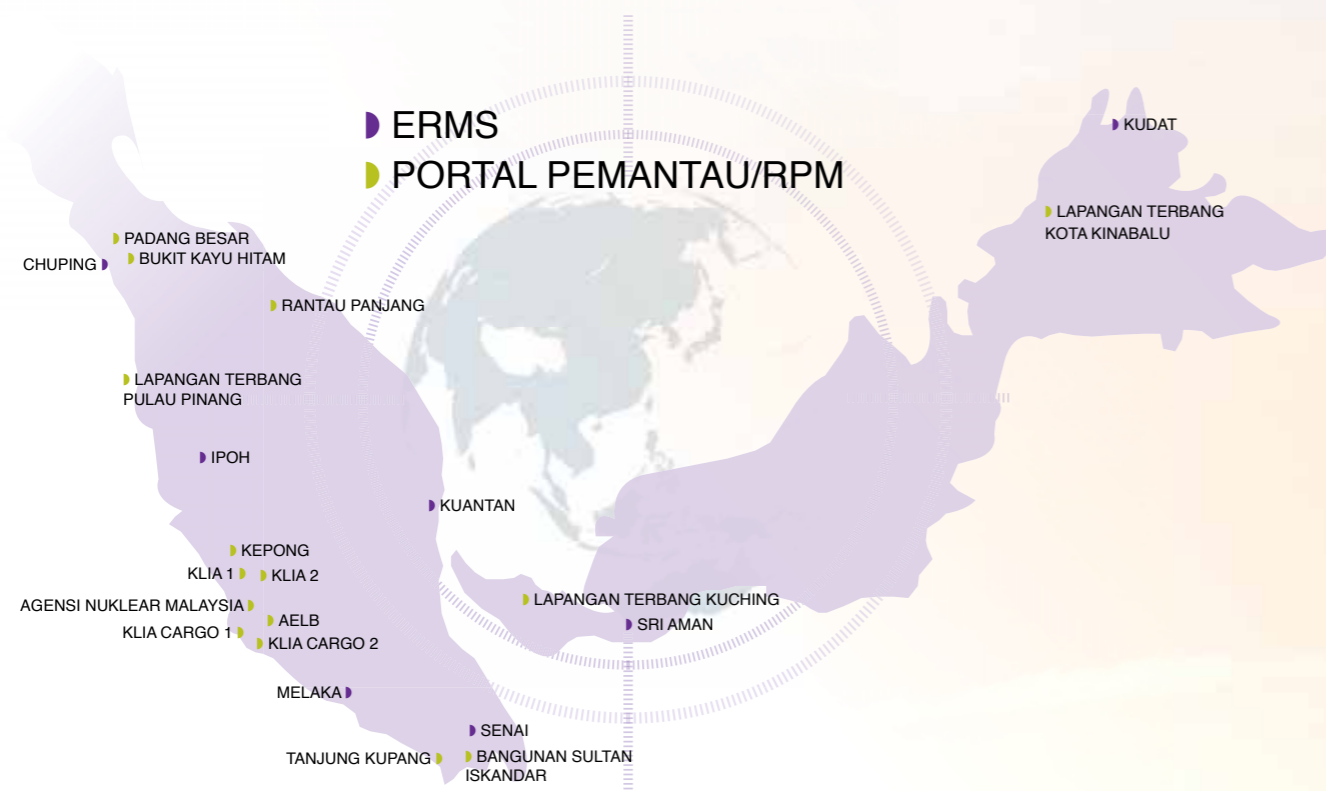 ERMS
PORTAL PEMANTAU/RPM
KUDAT
LAPANGAN TERBANG
KOTA KINABALU
PADANG BESAR
BUKIT KAYU HITAM
CHUPING
RANTAU PANJANG
LAPANGAN TERBANG
PULAU PINANG
IPOH
KUANTAN
KEPONG
KLIA 1
KLIA 2
AGENSI NUKLEAR MALAYSIA
AELB
KLIA CARGO 1
KLIA CARGO 2
LAPANGAN TERBANG KUCHING
SRI AMAN
MELAKA
SENAI
TANJUNG KUPANG
BANGUNAN SULTAN
ISKANDAR